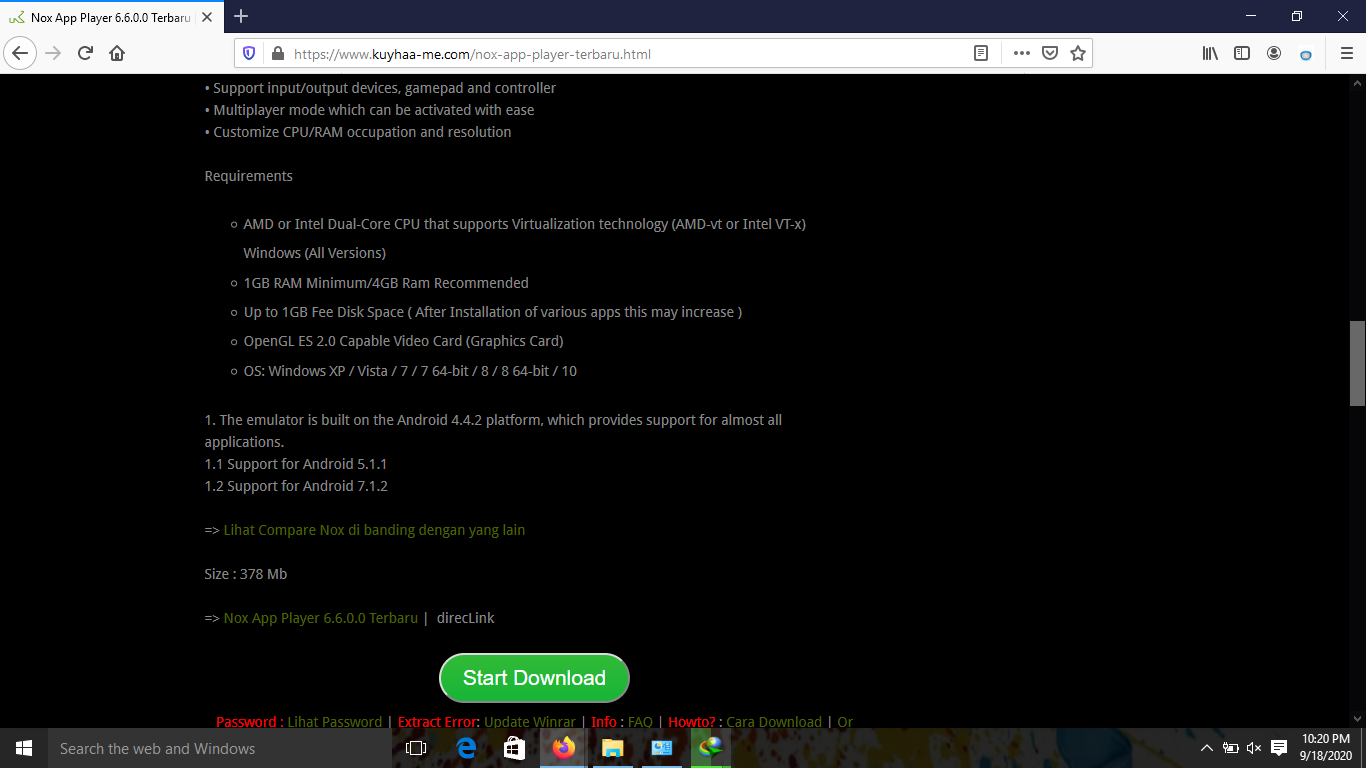 Nox App Player 6.6.0.0 Terbaru
https://www.kuyhaa-me.com/nox-app-player-terbaru.html
• Support input/output devices, gamepad and controller
• Multiplayer mode which can be activated with ease
• Customize CPU/RAM occupation and resolution
Requirements
AMD or Intel Dual-Core CPU that supports Virtualization technology (AMD-vt or Intel VT-x)
Windows (All Versions)
1GB RAM Minimum/4GB Ram Recommended
Up to 1GB Fee Disk Space ( After Installation of various apps this may increase )
OpenGL ES 2.0 Capable Video Card (Graphics Card)
OS: Windows XP / Vista / 7 / 7 64-bit / 8 / 8 64-bit / 10
1. The emulator is built on the Android 4.4.2 platform, which provides support for almost all
applications.
1.1 Support for Android 5.1.1
1.2 Support for Android 7.1.2
=> Lihat Compare Nox di banding dengan yang lain
Size : 378 Mb
=> Nox App Player 6.6.0.0 Terbaru | direcLink
Start Download
Password : Lihat Password | Extract Error: Update Winrar | Info : FAQ | Howto? : Cara Download | Or
Search the web and Windows
10:20 PM
9/18/2020